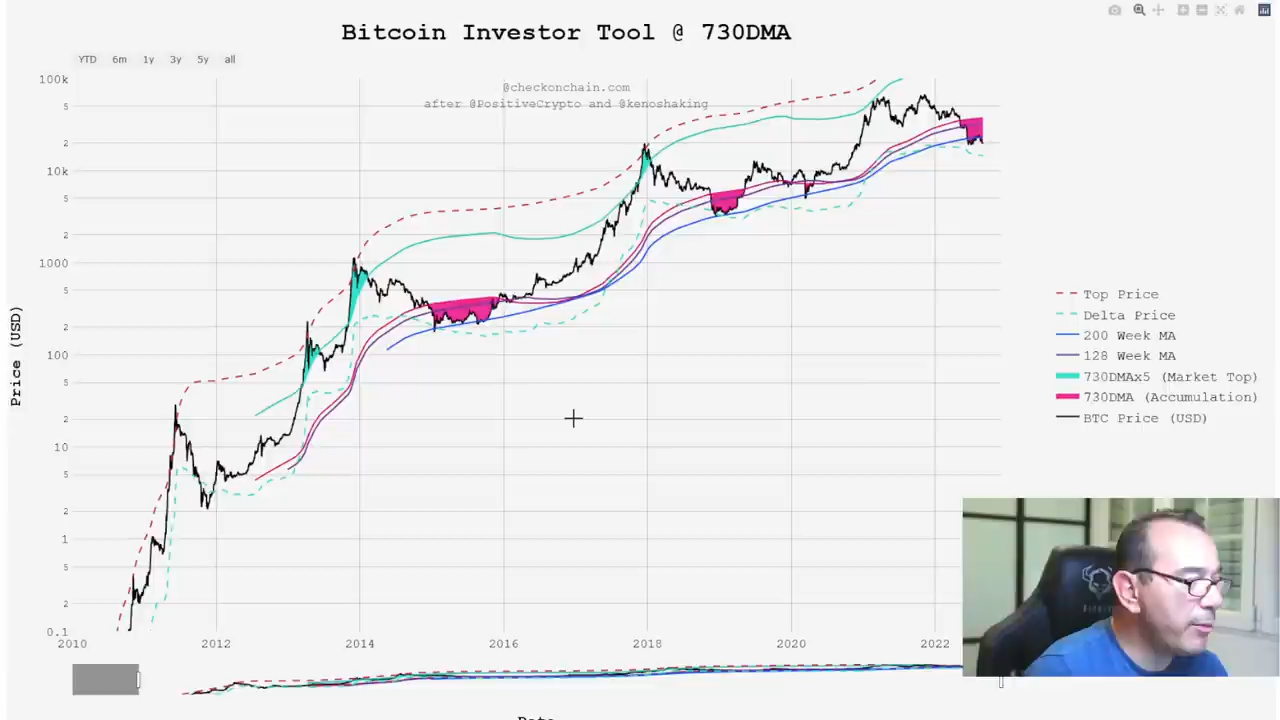 Bitcoin Investor Tool @ 730DMA
YTD 6m 1y 3y 5y all
@checkonchain.com
after @PositiveCrypto and @kenoshaking
Price (USD)
100k
5
2
10k
5
2
1000
5
2
100
5
2
10
5
2
1
5
2
0.1
2010 2012 2014 2016 2018 2020 2022
Top Price
Delta Price
200 Week MA
128 Week MA
730DMAx5 (Market Top)
730DMA (Accumulation)
BTC Price (USD)